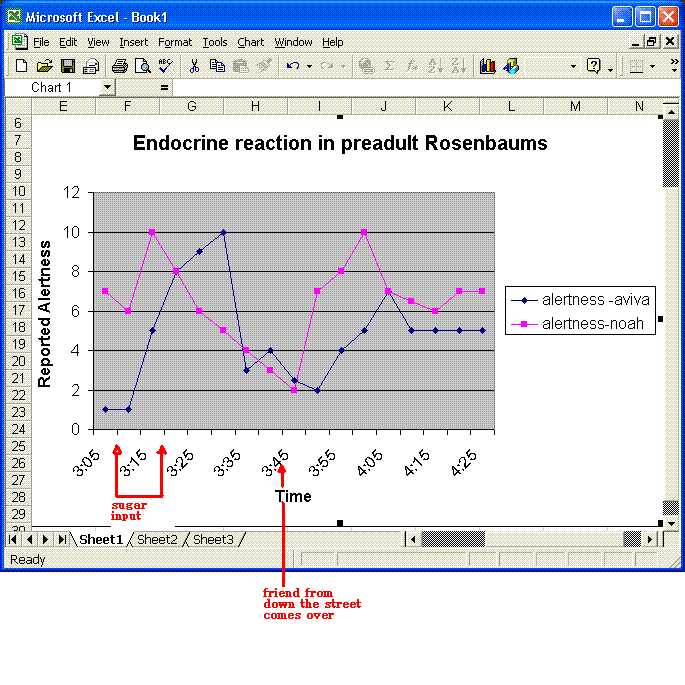 Microsoft Excel - Book1
File Edit View Insert Format Tools Chart Window Help
Chart 1 =
E F G H I J K L M N
6
7
8
9
10
11
12
13
14
15
16
17
18
19
20
21
22
23
24
25
26
27
28
29
30
Endocrine reaction in preadult Rosenbaums
Reported Alertness
12
10
8
6
4
2
0
3:05 3:15 3:25 3:35 3:45 3:55 4:05 4:15 4:25
Time
alertness -aviva
alertness-noah
sugar
input
Sheet1 Sheet2 Sheet3
Ready
friend from
down the street
comes over